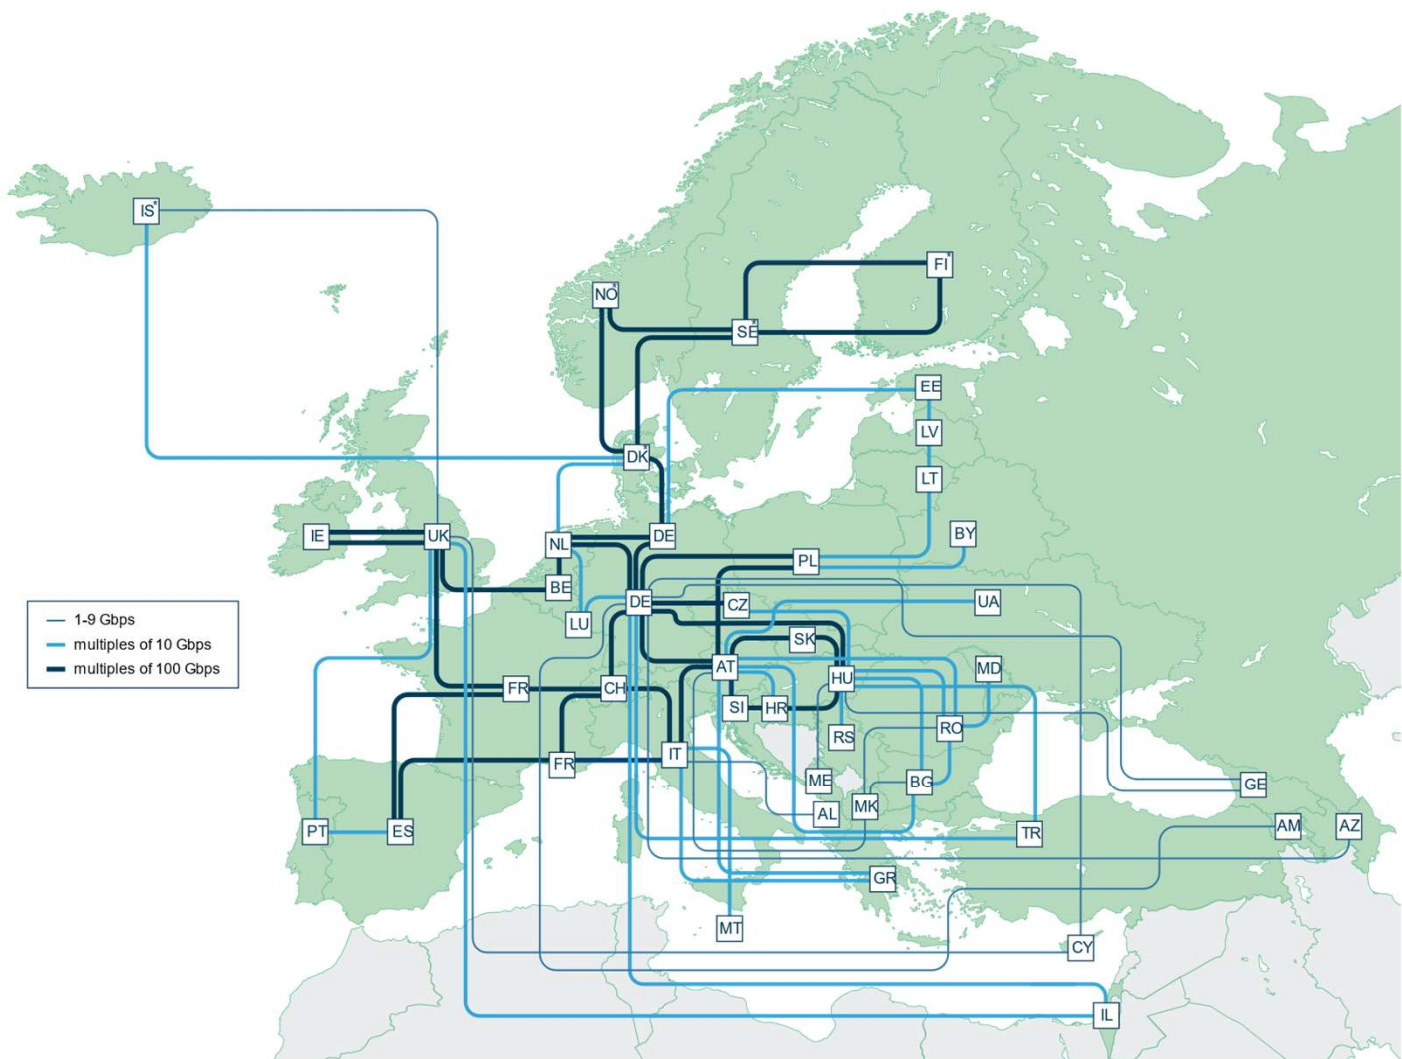 IS*
FI*
NO*
SE*
EE
LV
DK*
LT
IE
UK
NL
DE
BY
PL
BE
DE
CZ
UA
LU
1-9 Gbps
multiples of 10 Gbps
multiples of 100 Gbps
SK
AT
MD
HU
FR
CH
SI
HR
RO
RS
IT
FR
ME
BG
GE
MK
AL
PT
ES
TR
AM
AZ
GR
MT
CY
IL